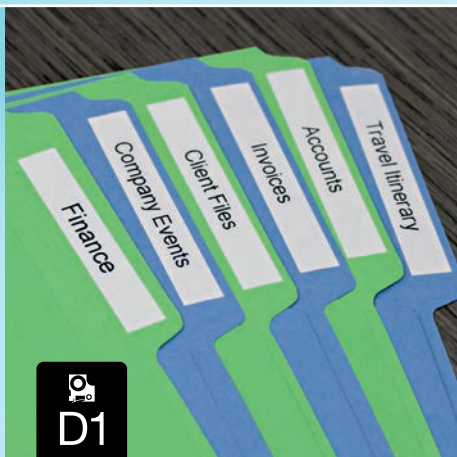 Finance
Company Events
Client Files
Invoices
Accounts
Travel Itinerary
D1